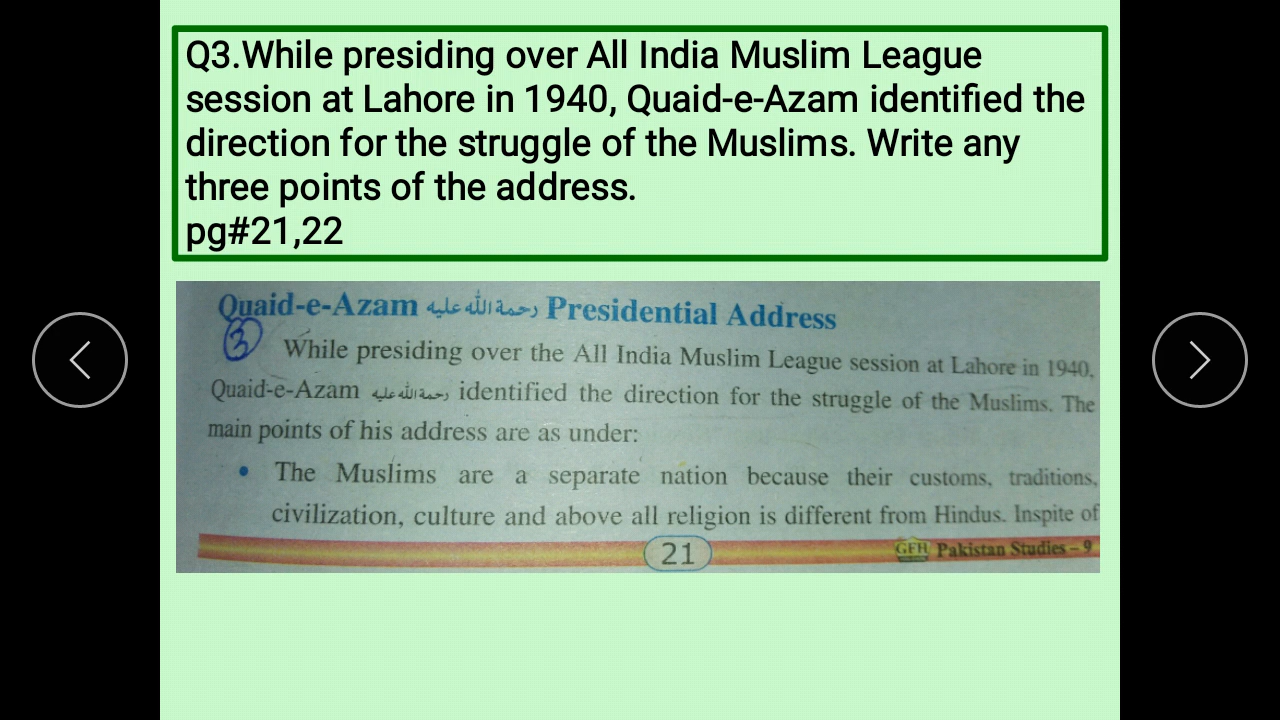 Q3.While presiding over All India Muslim League
session at Lahore in 1940, Quaid-e-Azam identified the
direction for the struggle of the Muslims. Write any
three points of the address.
pg#21,22
Quaid-e-Azam رحمة الله عليه Presidential Address
3
While presiding over the All India Muslim League session at Lahore in 1940,
Quaid-e-Azam رحمة الله عليه identified the direction for the struggle of the Muslims. The
main points of his address are as under:
• The Muslims are a separate nation because their customs, traditions,
civilization, culture and above all religion is different from Hindus. Inspite of
21
GFH Pakistan Studies – 9